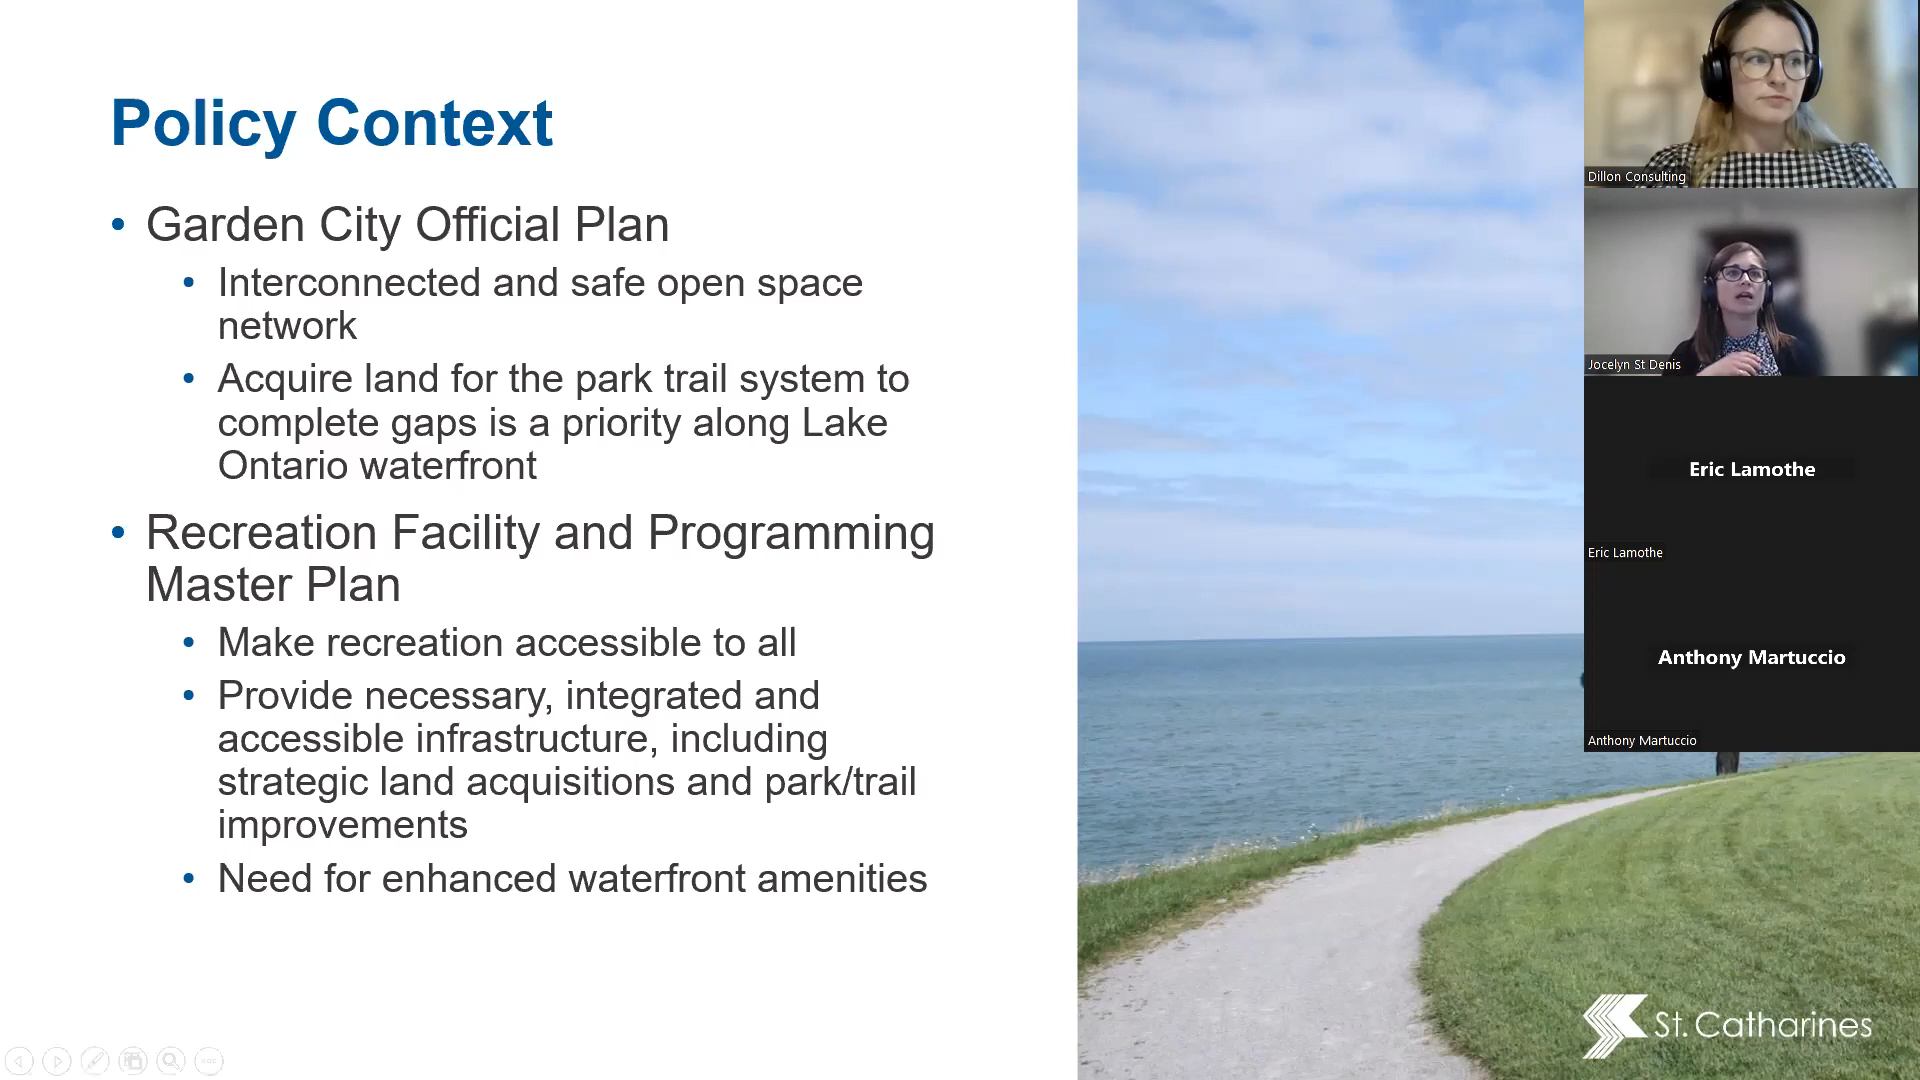 Policy Context
• Garden City Official Plan
• Interconnected and safe open space
network
• Acquire land for the park trail system to
complete gaps is a priority along Lake
Ontario waterfront
• Recreation Facility and Programming
Master Plan
• Make recreation accessible to all
• Provide necessary, integrated and
accessible infrastructure, including
strategic land acquisitions and park/trail
improvements
• Need for enhanced waterfront amenities
Dillon Consulting
Jocelyn St Denis
Eric Lamothe
Eric Lamothe
Anthony Martuccio
Anthony Martuccio
St. Catharines